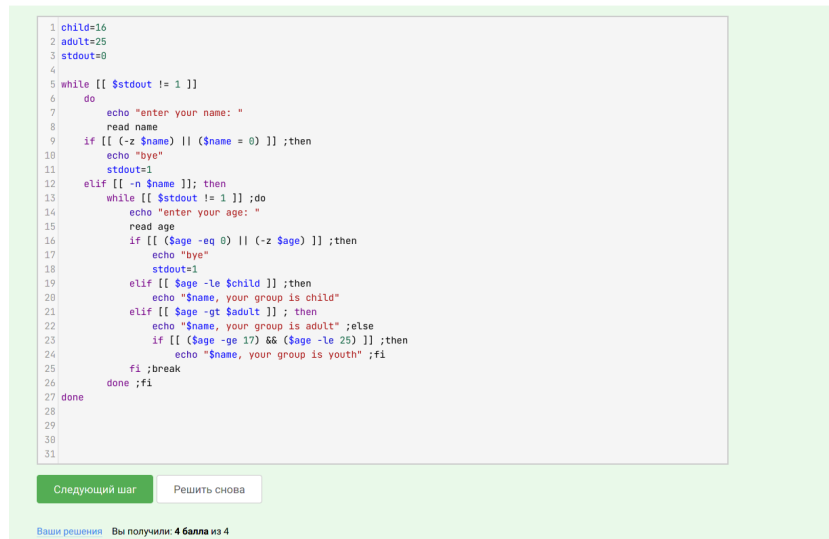 1 child=16
2 adult=25
3 stdout=0
4
5 while [[ $stdout != 1 ]]
6 do
7 echo "enter your name: "
8 read name
9 if [[ (-z $name) || ($name = 0) ]] ;then
10 echo "bye"
11 stdout=1
12 elif [[ -n $name ]]; then
13 while [[ $stdout != 1 ]] ;do
14 echo "enter your age: "
15 read age
16 if [[ ($age -eq 0) || (-z $age) ]] ;then
17 echo "bye"
18 stdout=1
19 elif [[ $age -le $child ]] ;then
20 echo "$name, your group is child"
21 elif [[ $age -gt $adult ]] ; then
22 echo "$name, your group is adult" ;else
23 if [[ ($age -ge 17) && ($age -le 25) ]] ;then
24 echo "$name, your group is youth" ;fi
25 fi ;break
26 done ;fi
27 done
28
29
30
31
Следующий шаг Решить снова
Ваши решения Вы получили: 4 балла из 4